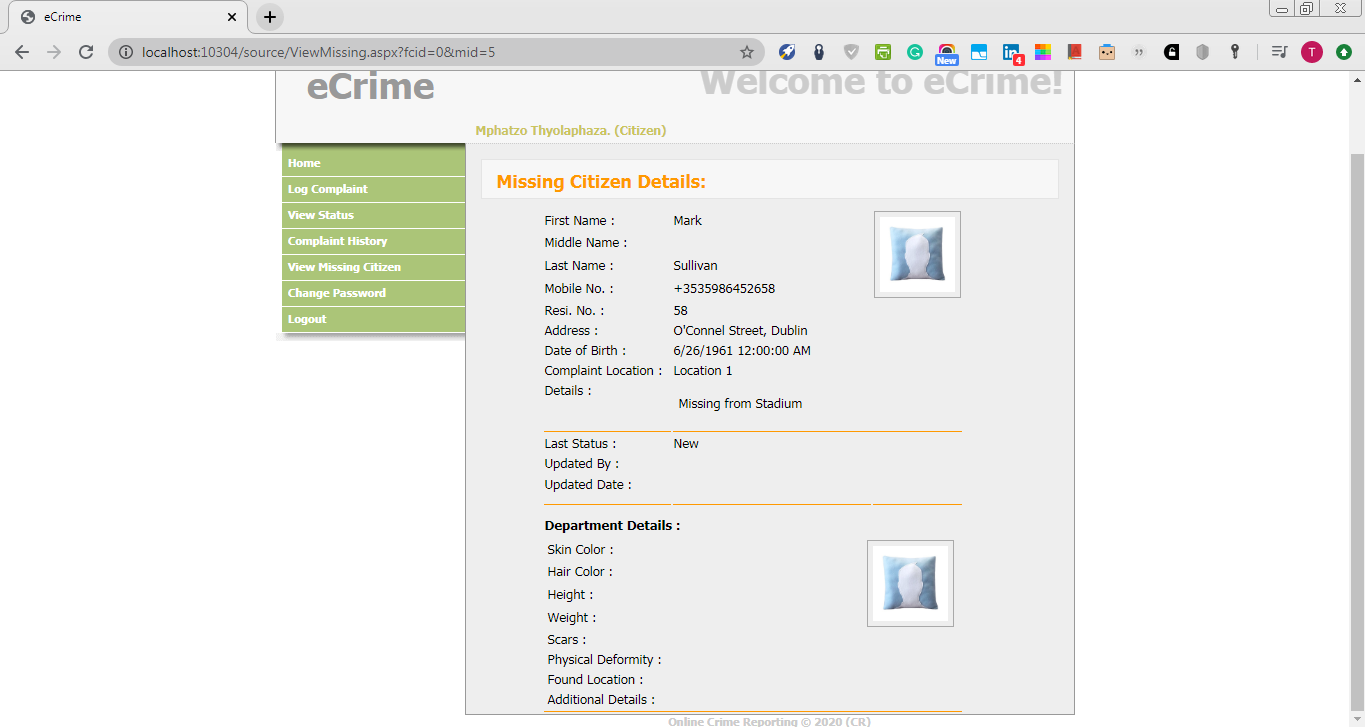 eCrime
localhost:10304/source/ViewMissing.aspx?fcid=0&mid=5
New
4
T
eCrime
Welcome to eCrime!
Mphatzo Thyolaphaza. (Citizen)
Home
Log Complaint
View Status
Complaint History
View Missing Citizen
Change Password
Logout
Missing Citizen Details:
First Name : Mark
Middle Name :
Last Name : Sullivan
Mobile No. : +3535986452658
Resi. No. : 58
Address : O'Connel Street, Dublin
Date of Birth : 6/26/1961 12:00:00 AM
Complaint Location : Location 1
Details :
Missing from Stadium
Last Status : New
Updated By :
Updated Date :
Department Details :
Skin Color :
Hair Color :
Height :
Weight :
Scars :
Physical Deformity :
Found Location :
Additional Details :
Online Crime Reporting © 2020 (CR)